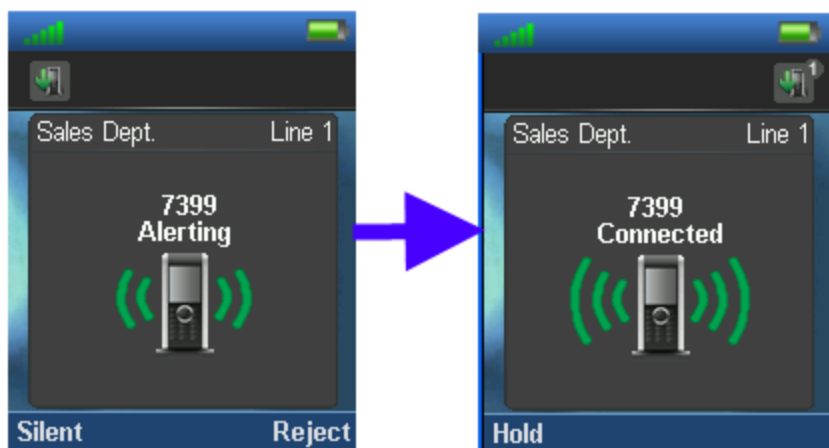 Sales Dept. Line 1
7399
Alerting
Silent Reject
1
Sales Dept. Line 1
7399
Connected
Hold